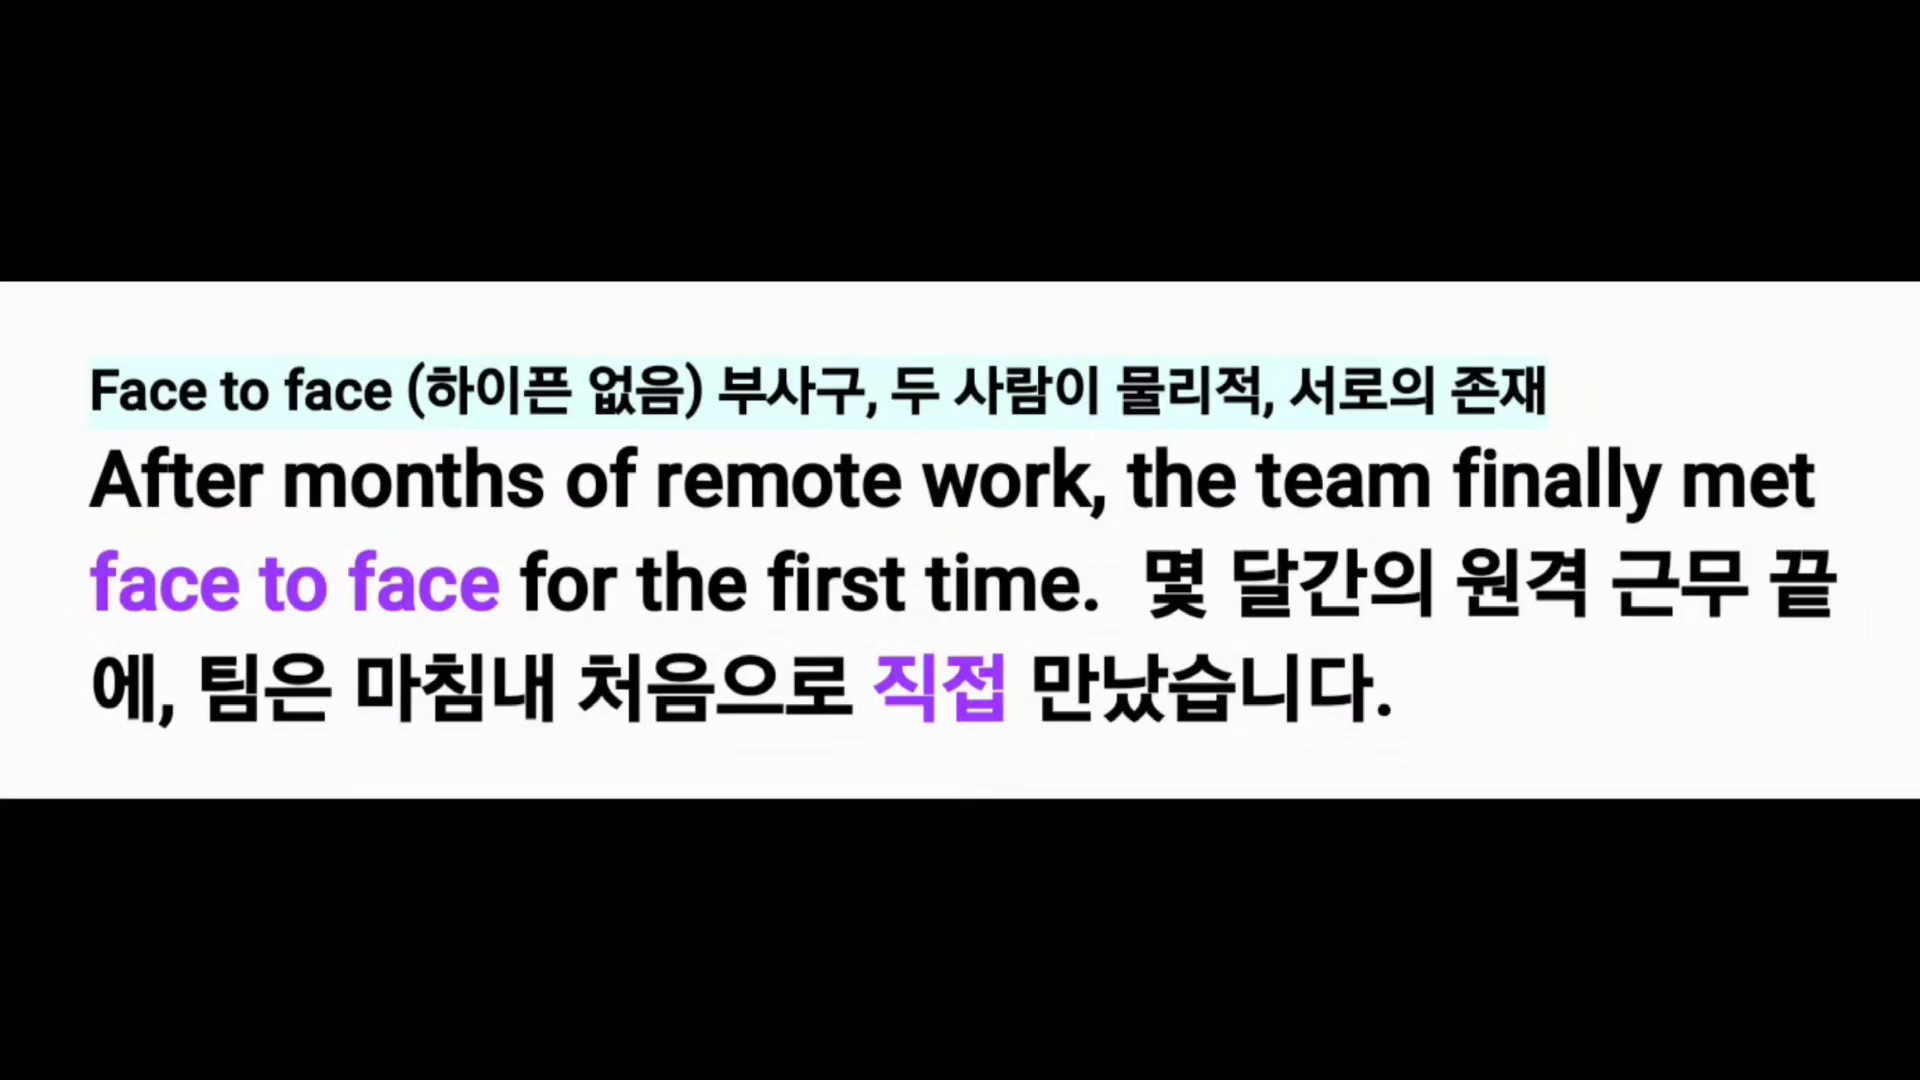 Face to face (하이픈 없음) 부사구, 두 사람이 물리적, 서로의 존재
After months of remote work, the team finally met
face to face for the first time. 몇 달간의 원격 근무 끝
에, 팀은 마침내 처음으로 직접 만났습니다.